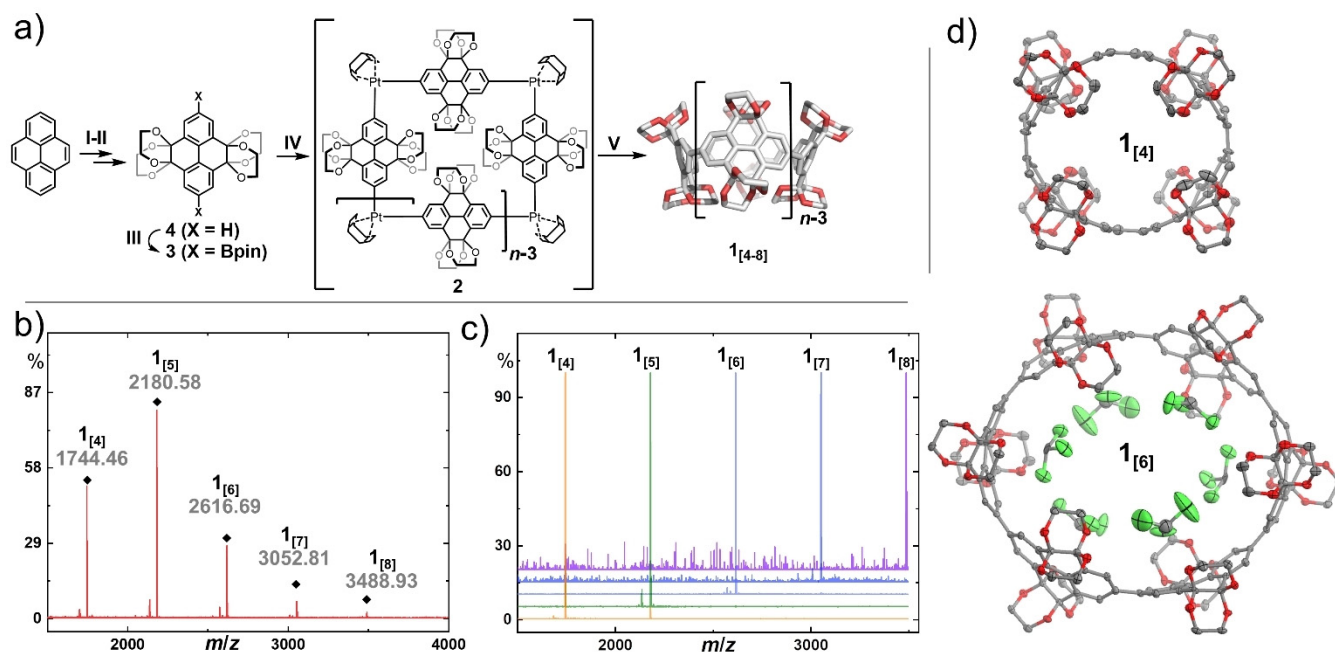 a)
X
I-II
IV
V
X
4 (X = H)
III
3 (X = Bpin)
Pt
Pt
Pt
Pt
O O O O
n-3
2
n-3
1[4-8]
d)
1[4]
1[6]
b)
%
87
58
29
0
1[4]
1744.46
1[5]
2180.58
1[6]
2616.69
1[7]
3052.81
1[8]
3488.93
2000
m/z
3000
4000
c)
%
90
60
30
0
1[4]
1[5]
1[6]
1[7]
1[8]
2000
m/z
3000